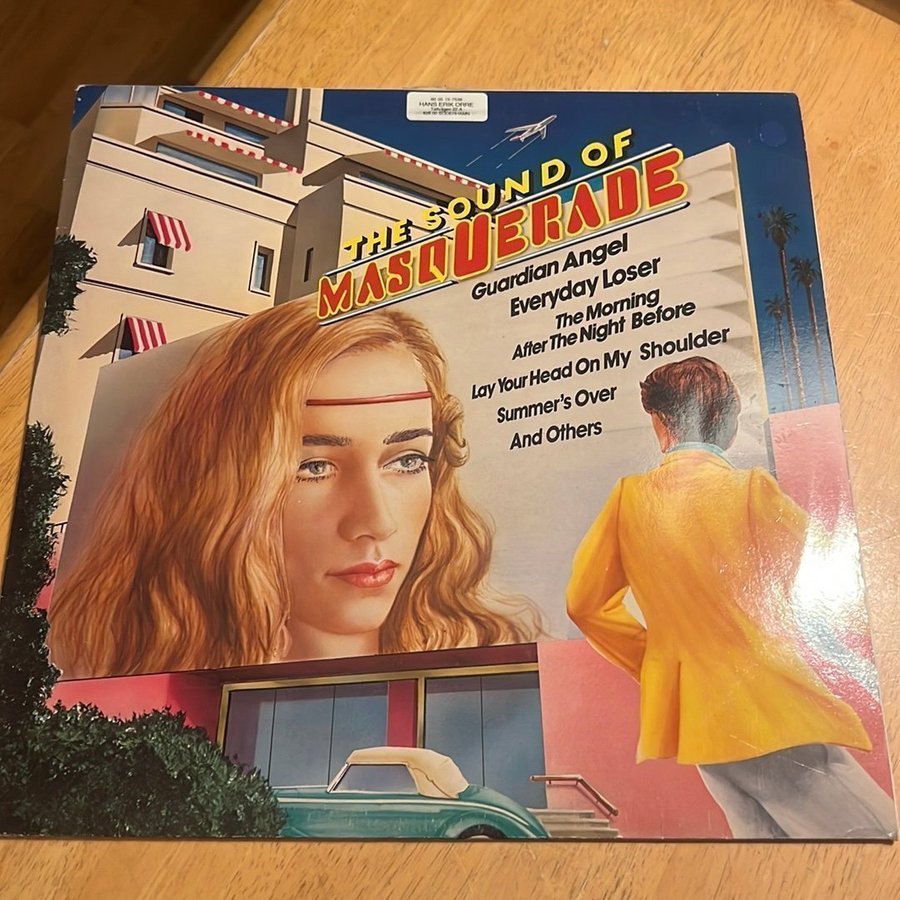 HANS ERIK ORRE
THE SOUND OF
MASQUERADE
Guardian Angel
Everyday Loser
The Morning
After The Night Before
Lay Your Head On My Shoulder
Summer's Over
And Others